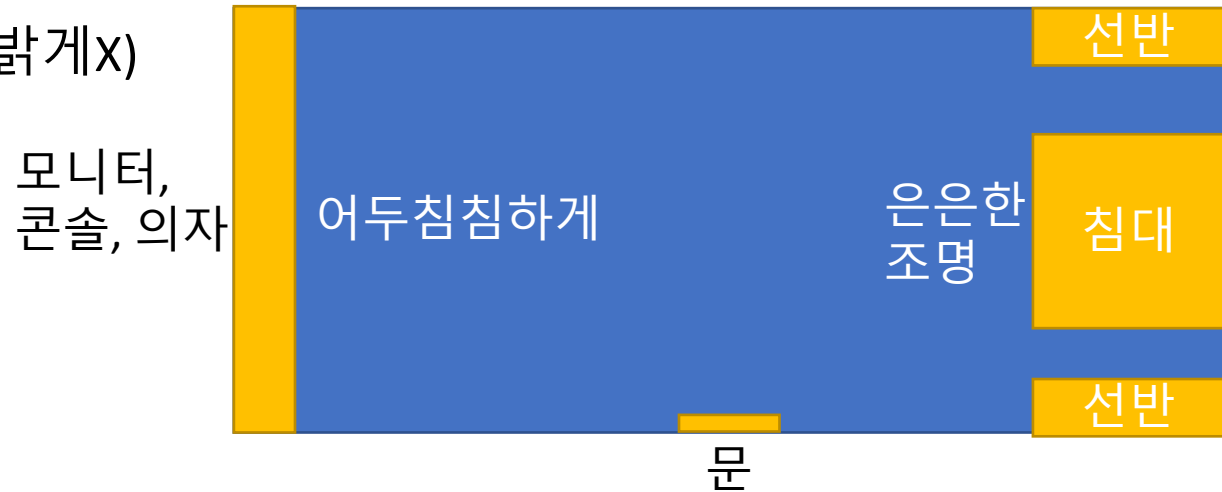 밝게X)
선반
모니터,
콘솔, 의자
어두침침하게
은은한
조명
침대
선반
문